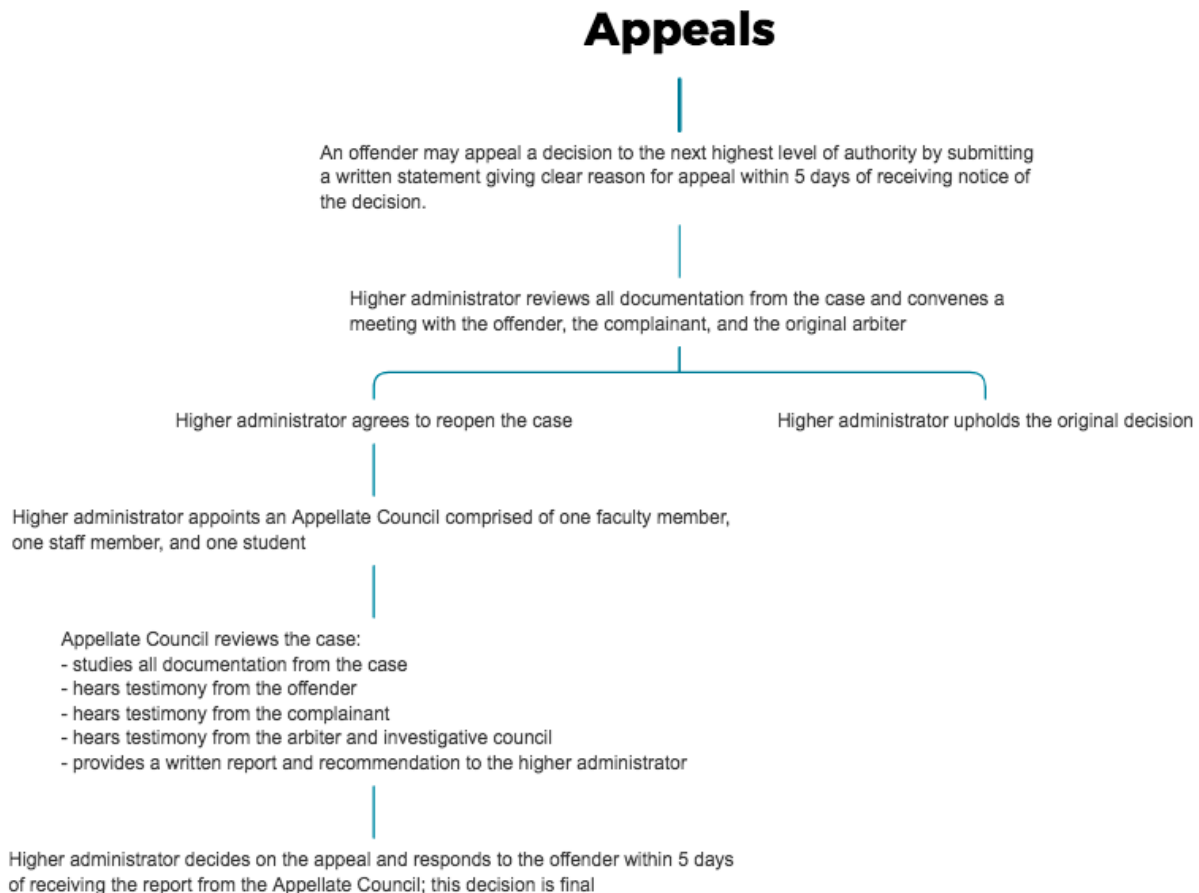 Appeals
An offender may appeal a decision to the next highest level of authority by submitting
a written statement giving clear reason for appeal within 5 days of receiving notice of
the decision.
Higher administrator reviews all documentation from the case and convenes a
meeting with the offender, the complainant, and the original arbiter
Higher administrator agrees to reopen the case
Higher administrator upholds the original decision
Higher administrator appoints an Appellate Council comprised of one faculty member,
one staff member, and one student
Appellate Council reviews the case:
- studies all documentation from the case
- hears testimony from the offender
- hears testimony from the complainant
- hears testimony from the arbiter and investigative council
- provides a written report and recommendation to the higher administrator
Higher administrator decides on the appeal and responds to the offender within 5 days
of receiving the report from the Appellate Council; this decision is final